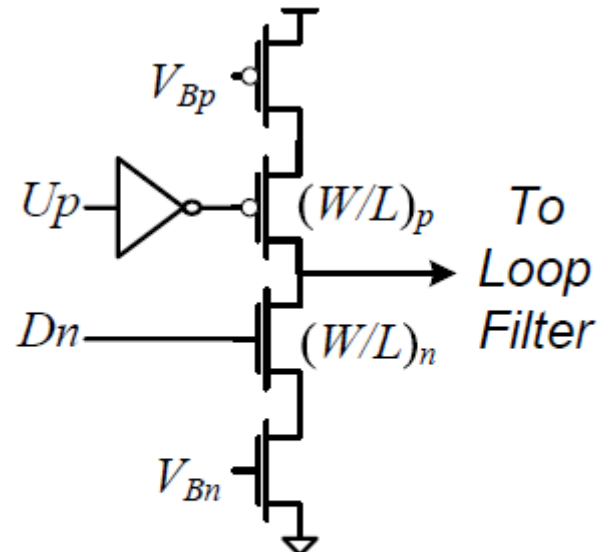 V_Bp
Up
(W/L)_p
To
Loop
Filter
Dn
(W/L)_n
V_Bn